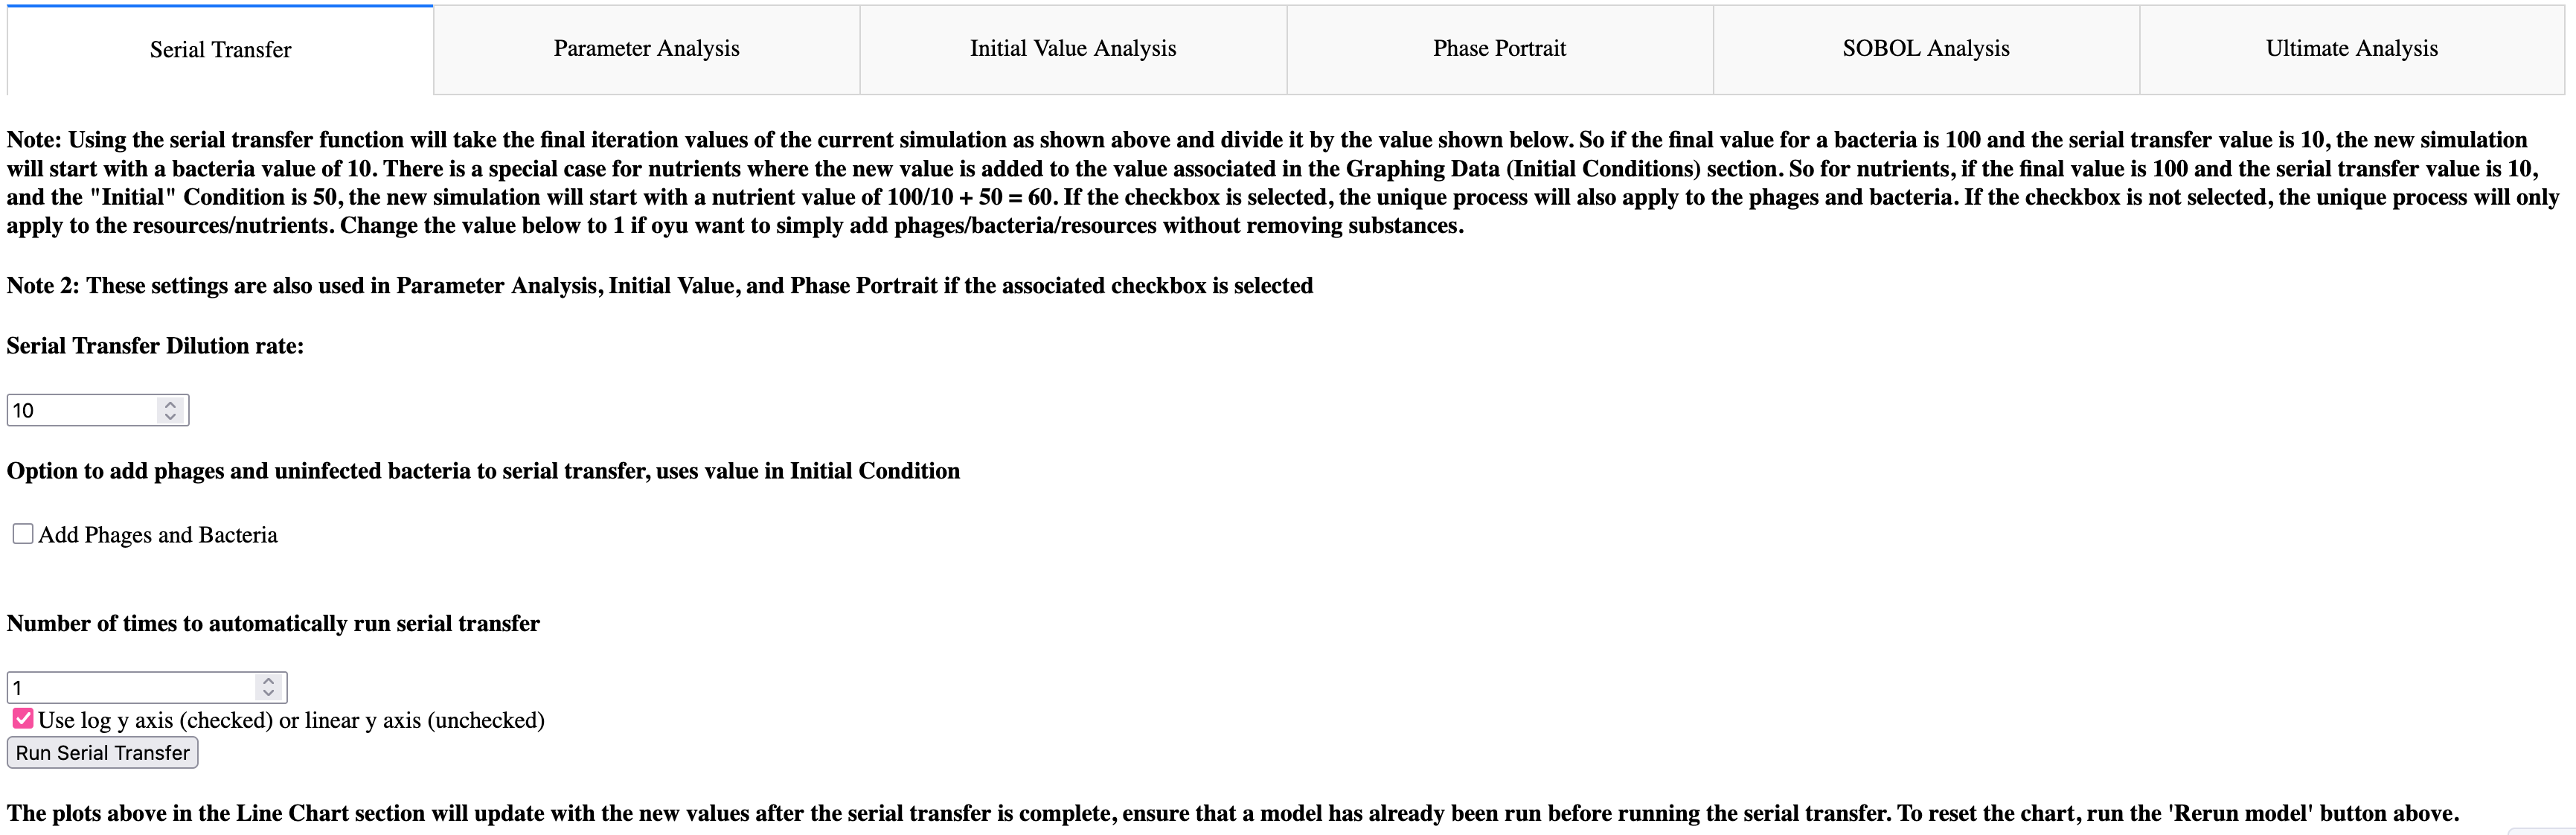 Serial Transfer
Parameter Analysis
Initial Value Analysis
Phase Portrait
SOBOL Analysis
Ultimate Analysis
Note: Using the serial transfer function will take the final iteration values of the current simulation as shown above and divide it by the value shown below. So if the final value for a bacteria is 100 and the serial transfer value is 10, the new simulation
will start with a bacteria value of 10. There is a special case for nutrients where the new value is added to the value associated in the Graphing Data (Initial Conditions) section. So for nutrients, if the final value is 100 and the serial transfer value is 10,
and the "Initial" Condition is 50, the new simulation will start with a nutrient value of 100/10 + 50 = 60. If the checkbox is selected, the unique process will also apply to the phages and bacteria. If the checkbox is not selected, the unique process will only
apply to the resources/nutrients. Change the value below to 1 if oyu want to simply add phages/bacteria/resources without removing substances.
Note 2: These settings are also used in Parameter Analysis, Initial Value, and Phase Portrait if the associated checkbox is selected
Serial Transfer Dilution rate:
10
Option to add phages and uninfected bacteria to serial transfer, uses value in Initial Condition
Add Phages and Bacteria
Number of times to automatically run serial transfer
1
Use log y axis (checked) or linear y axis (unchecked)
Run Serial Transfer
The plots above in the Line Chart section will update with the new values after the serial transfer is complete, ensure that a model has already been run before running the serial transfer. To reset the chart, run the 'Rerun model' button above.